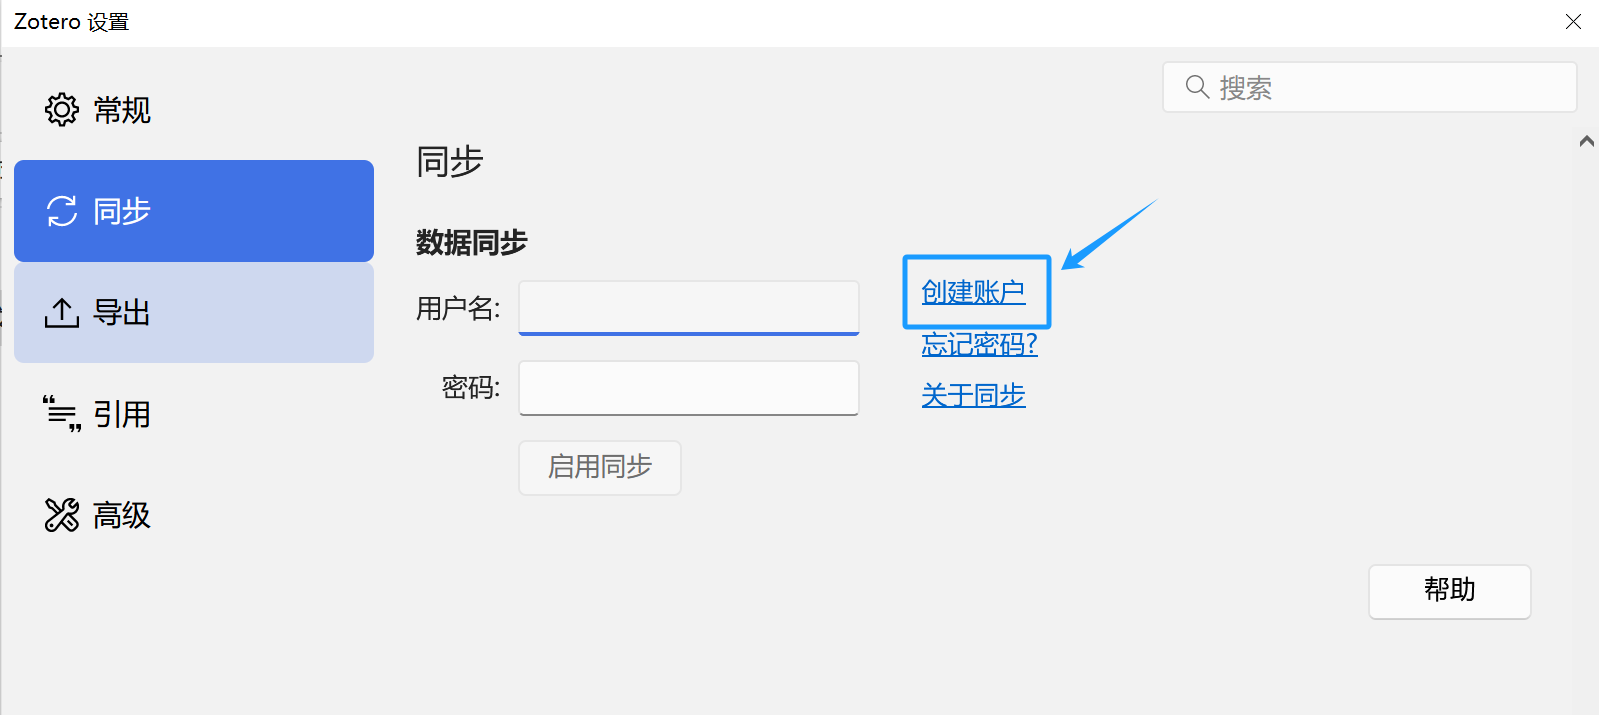 Zotero 设置
搜索
常规
同步
导出
引用
高级
同步
数据同步
用户名:
密码:
启用同步
创建账户
忘记密码?
关于同步
帮助